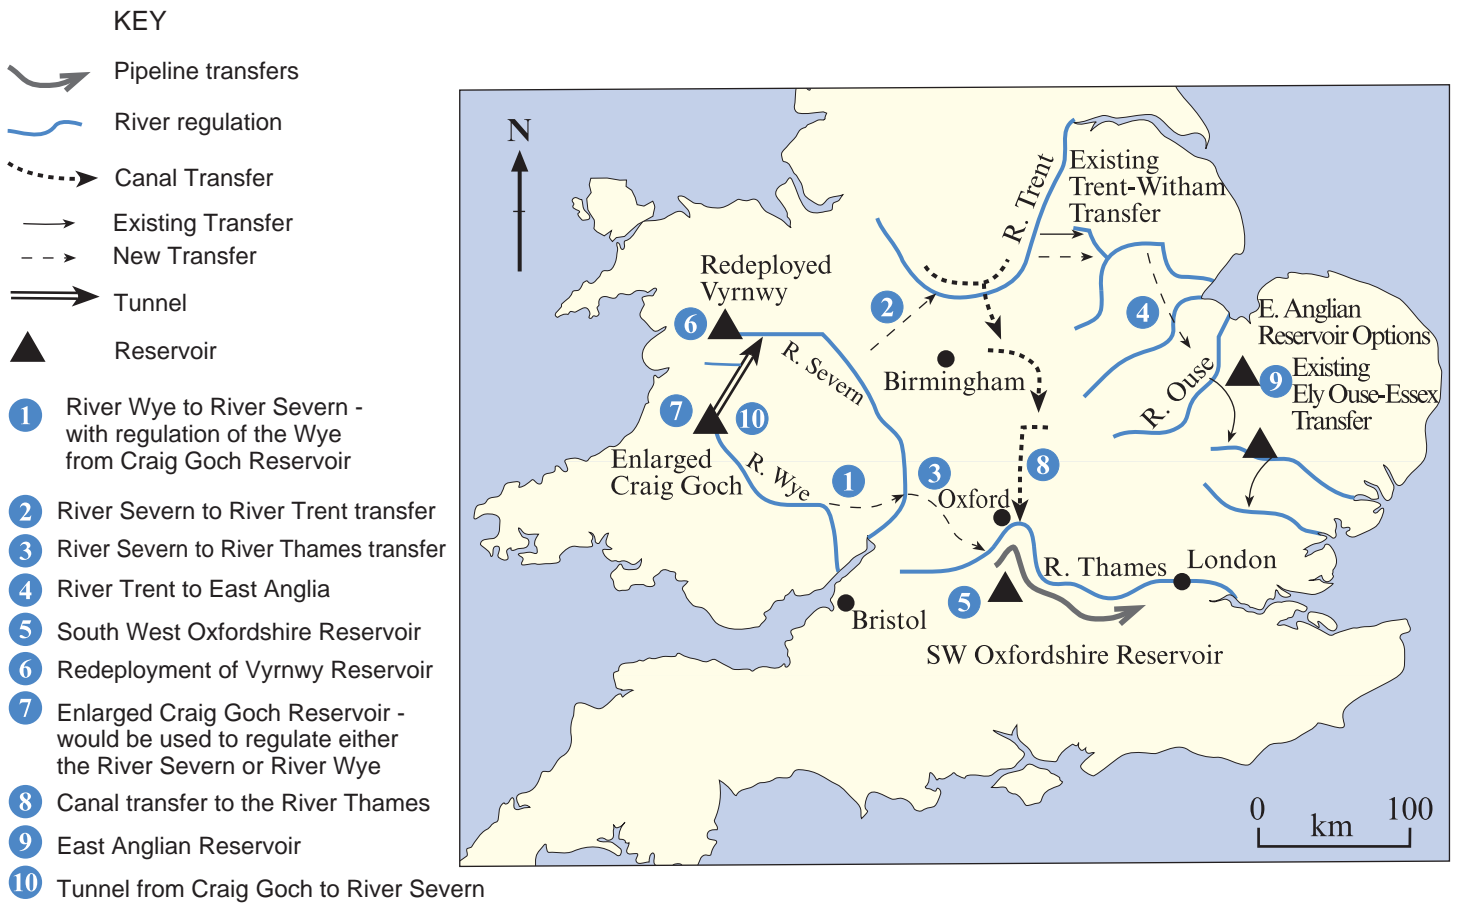 KEY
Pipeline transfers
River regulation
Canal Transfer
Existing Transfer
New Transfer
Tunnel
Reservoir
1 River Wye to River Severn -
with regulation of the Wye
from Craig Goch Reservoir
2 River Severn to River Trent transfer
3 River Severn to River Thames transfer
4 River Trent to East Anglia
5 South West Oxfordshire Reservoir
6 Redeployment of Vyrnwy Reservoir
7 Enlarged Craig Goch Reservoir -
would be used to regulate either
the River Severn or River Wye
8 Canal transfer to the River Thames
9 East Anglian Reservoir
10 Tunnel from Craig Goch to River Severn
N
R. Trent
Existing
Trent-Witham
Transfer
Redeployed
Vyrnwy
6
2
4
E. Anglian
Reservoir Options
9
Existing
Ely Ouse-Essex
Transfer
R. Severn
Birmingham
R. Ouse
7
10
Enlarged
Craig Goch
R. Wye
1
3
8
Oxford
R. Thames
London
5
Bristol
SW Oxfordshire Reservoir
0 100
km